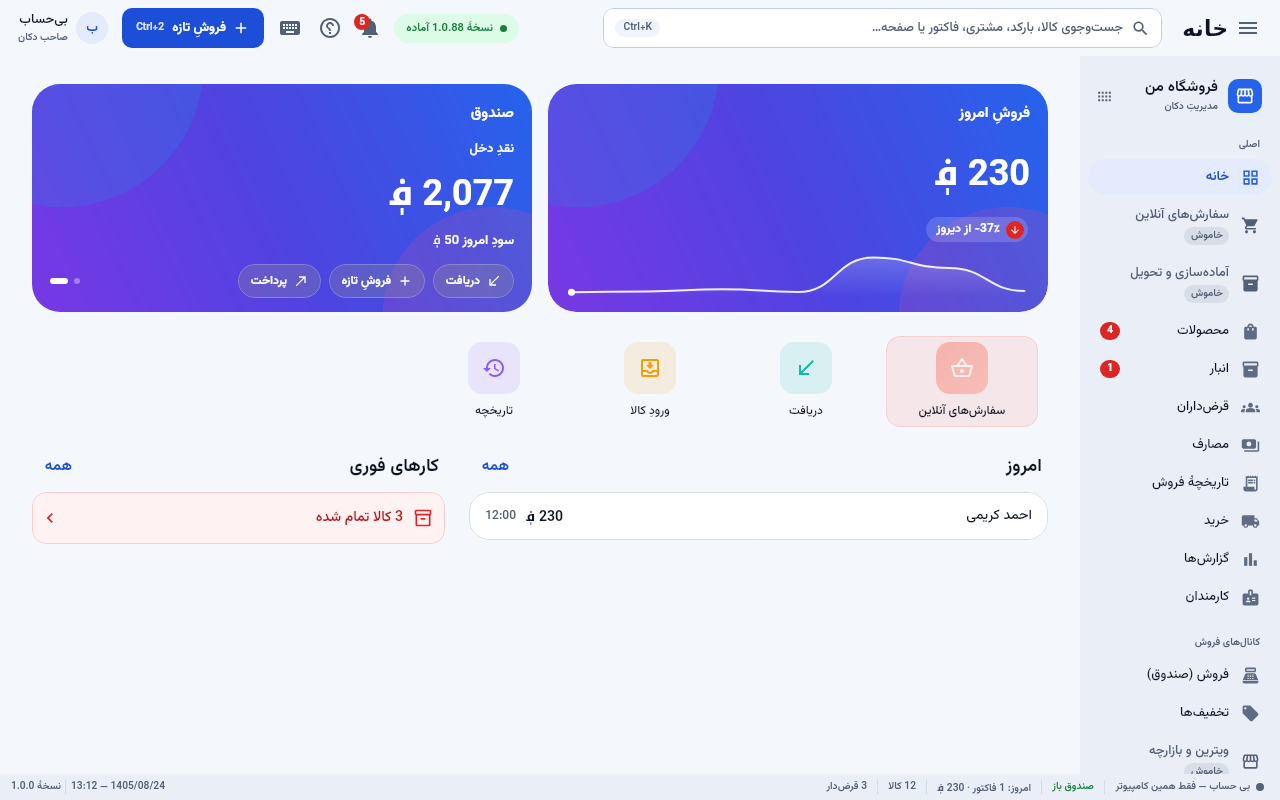 خانه
جست‌وجوی کالا، بارکد، مشتری، فاکتور یا صفحه…
Ctrl+K
نسخهٔ 1.0.88 آماده
5
فروشِ تازه
Ctrl+2
ب
بی‌حساب
صاحب دکان
فروشگاه من
مدیریتِ دکان
اصلی
خانه
سفارش‌های آنلاین
خاموش
آماده‌سازی و تحویل
خاموش
محصولات
4
انبار
1
قرض‌داران
مصارف
تاریخچهٔ فروش
خرید
گزارش‌ها
کارمندان
کانال‌های فروش
فروش (صندوق)
تخفیف‌ها
ویترین و بازارچه
خاموش
فروشِ امروز
230 ؋
-37٪ از دیروز
صندوق
نقدِ دخل
2,077 ؋
سودِ امروز 50 ؋
دریافت
فروشِ تازه
پرداخت
سفارش‌های آنلاین
دریافت
ورودِ کالا
تاریخچه
امروز
همه
احمد کریمی
230 ؋
12:00
کارهای فوری
همه
3 کالا تمام شده
بی حساب — فقط همین کامپیوتر
صندوق باز
امروز: 1 فاکتور · 230 ؋
12 کالا
3 قرض‌دار
1405/08/24 — 13:12
نسخهٔ 1.0.0